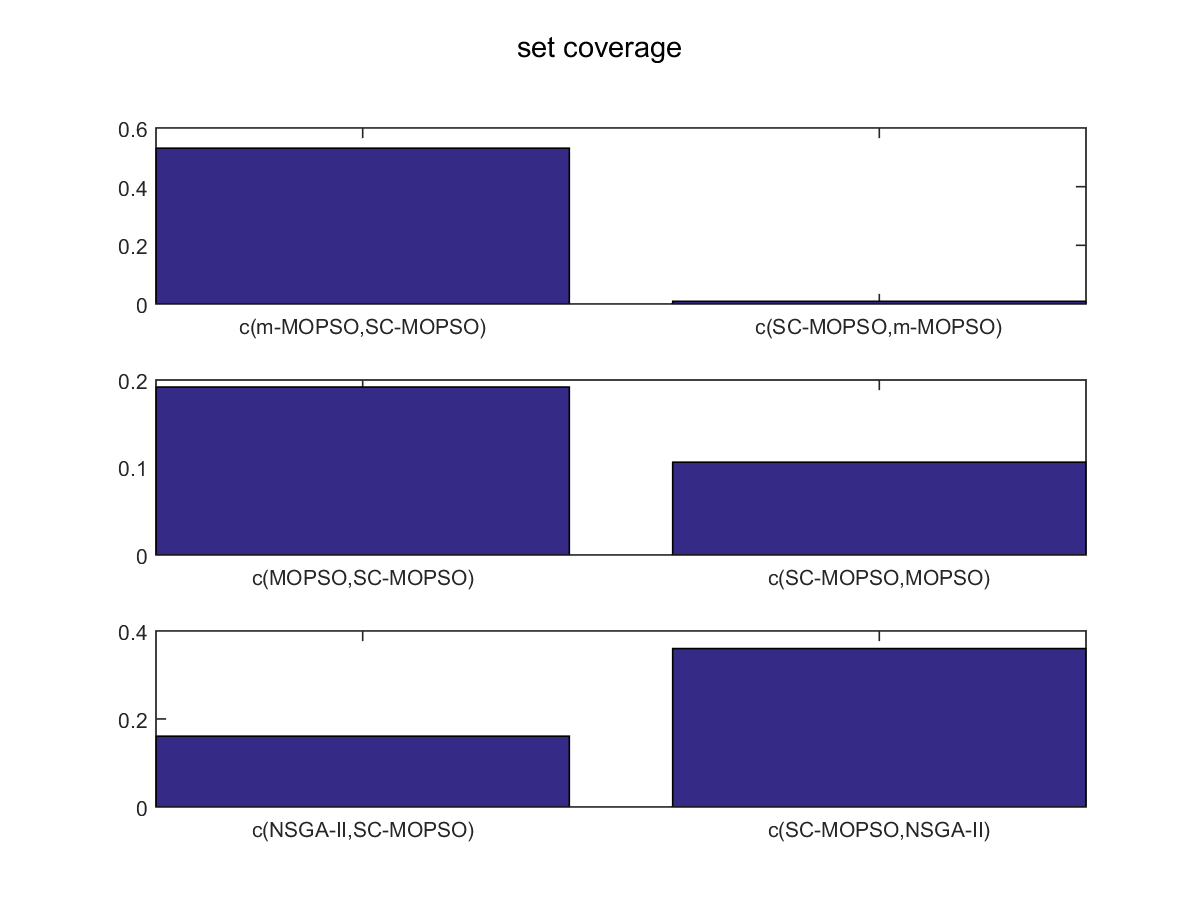 set coverage
0.6
0.4
0.2
0
c(m-MOPSO,SC-MOPSO) c(SC-MOPSO,m-MOPSO)
0.2
0.1
0
c(MOPSO,SC-MOPSO) c(SC-MOPSO,MOPSO)
0.4
0.2
0
c(NSGA-II,SC-MOPSO) c(SC-MOPSO,NSGA-II)